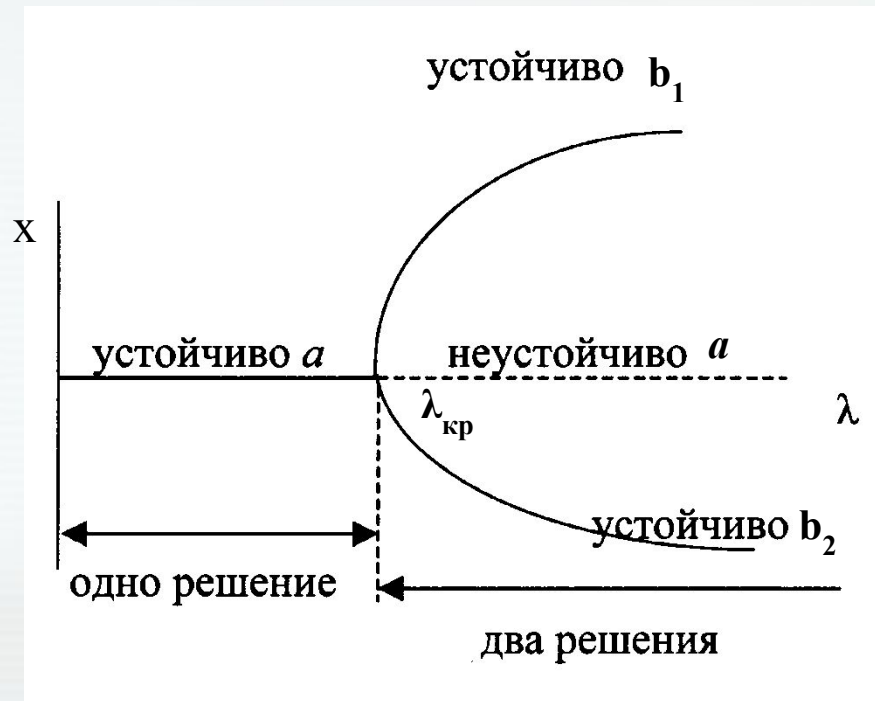 устойчиво b₁
x
устойчиво a
неустойчиво a
λкр
λ
устойчиво b₂
одно решение
два решения